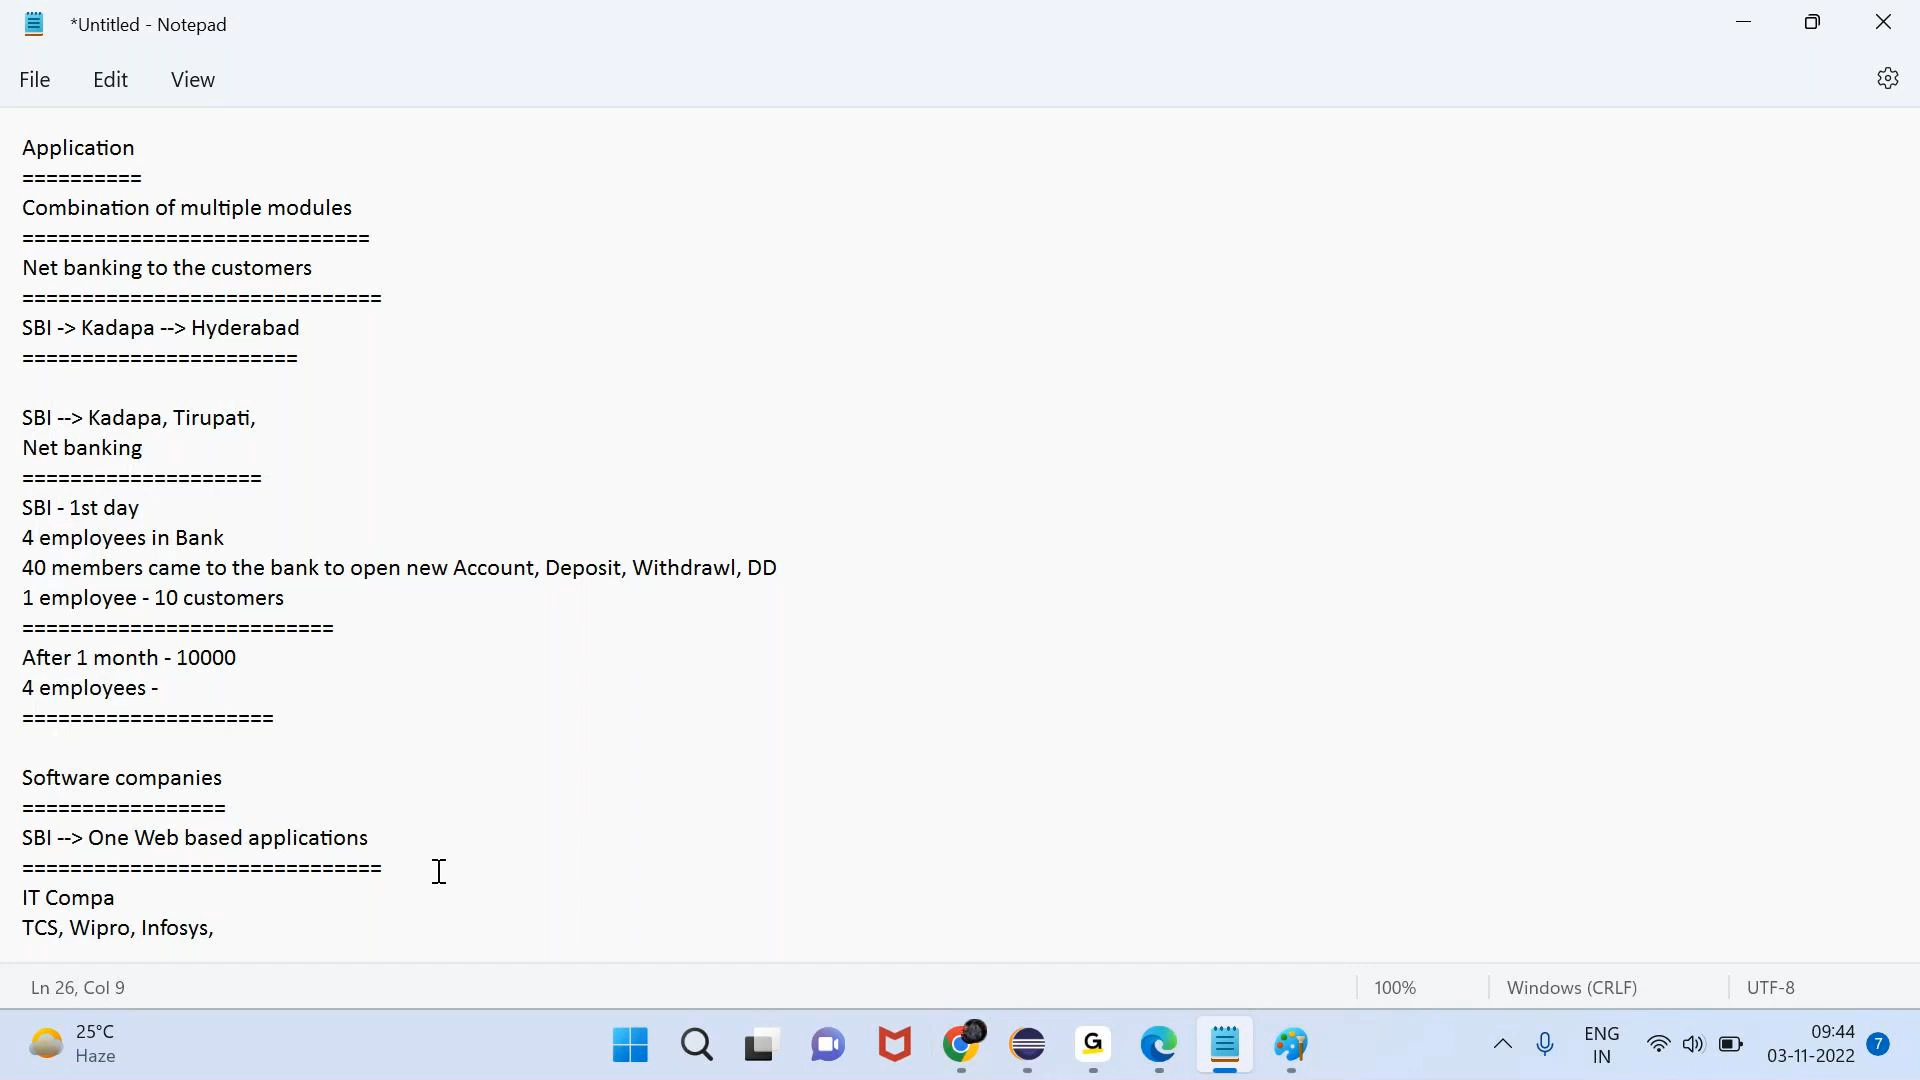 *Untitled - Notepad
File Edit View
Application
==========
Combination of multiple modules
=============================
Net banking to the customers
==============================
SBI -> Kadapa --> Hyderabad
=======================
SBI --> Kadapa, Tirupati,
Net banking
====================
SBI - 1st day
4 employees in Bank
40 members came to the bank to open new Account, Deposit, Withdrawl, DD
1 employee - 10 customers
==========================
After 1 month - 10000
4 employees -
=====================
Software companies
=================
SBI --> One Web based applications
==============================
IT Compa
TCS, Wipro, Infosys,
Ln 26, Col 9 100% Windows (CRLF) UTF-8
25°C
Haze
G
ENG
IN
09:44
03-11-2022
7